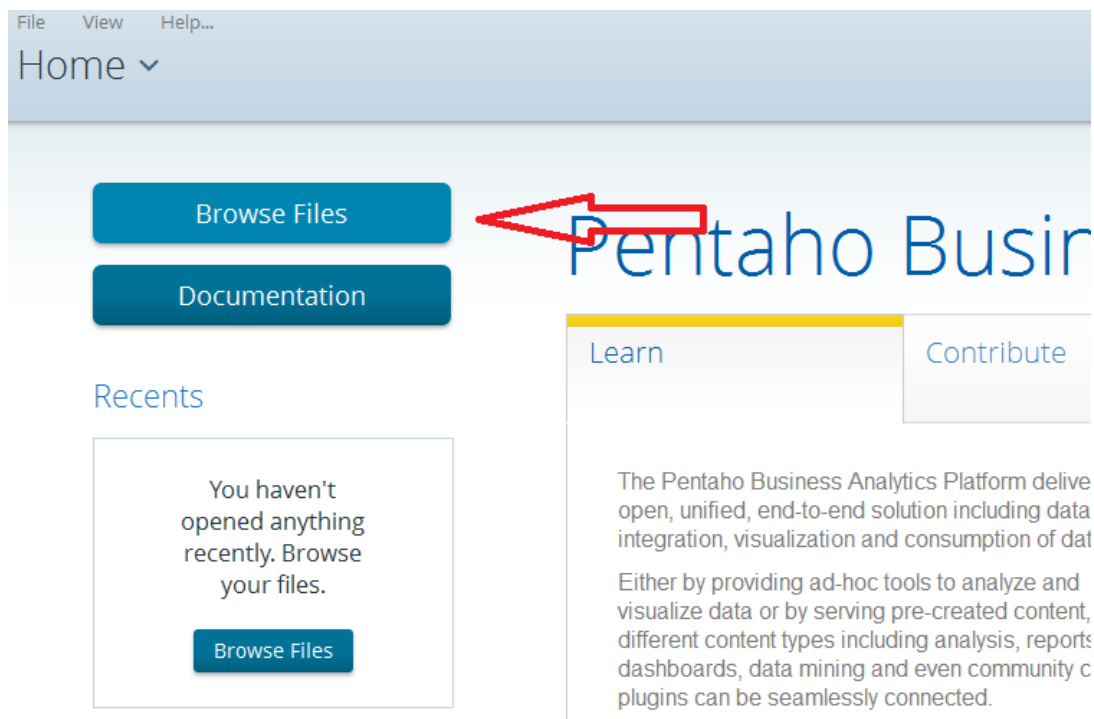 File View Help...
Home
Browse Files
Documentation
Recents
You haven't
opened anything
recently. Browse
your files.
Browse Files
Pentaho Busin
Learn Contribute
The Pentaho Business Analytics Platform delive
open, unified, end-to-end solution including data
integration, visualization and consumption of dat
Either by providing ad-hoc tools to analyze and
visualize data or by serving pre-created content,
different content types including analysis, reports
dashboards, data mining and even community c
plugins can be seamlessly connected.